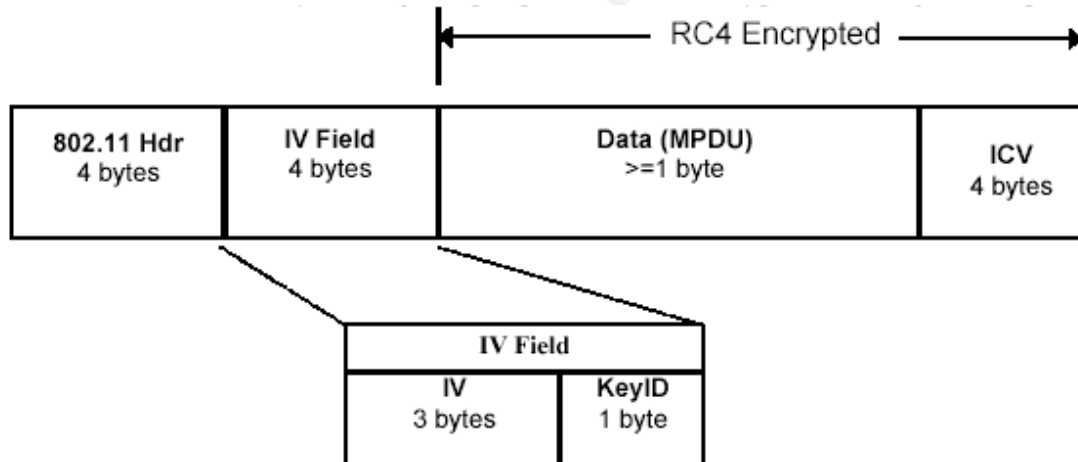 RC4 Encrypted
802.11 Hdr
4 bytes
IV Field
4 bytes
Data (MPDU)
>=1 byte
ICV
4 bytes
IV Field
IV
3 bytes
KeyID
1 byte